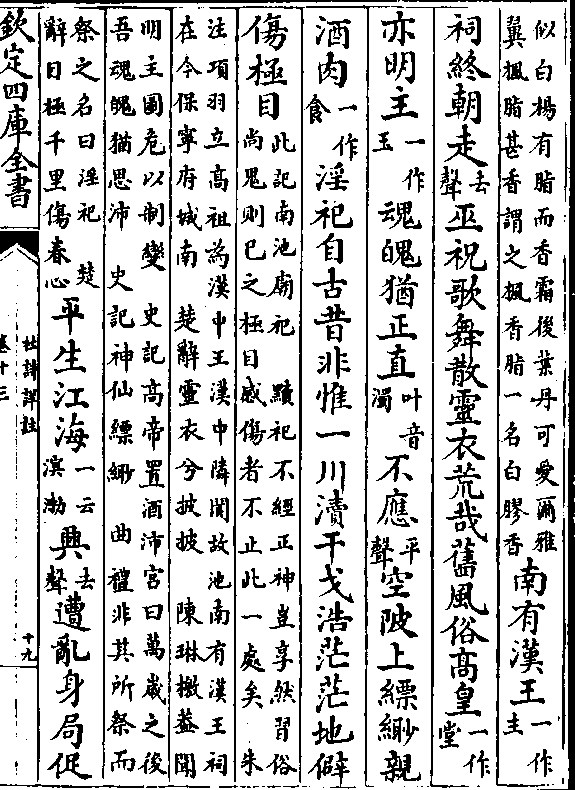 似白楊有脂而香霜後葉丹可愛爾雅
翼楓脂甚香謂之楓香脂一名白膠香
南有漢王一作主
祠終朝走去聲巫祝歌舞散靈衣荒哉舊風俗高皇一作堂
亦明主一作王魂魄猶正直叶音濁不應平聲空陂上縹緲親
酒肉一作食淫祀自古昔非惟一川瀆干戈浩茫茫地僻
傷極目
此記南池廟祀 黷祀不經正神豈享然習俗
尚鬼則已之極目感傷者不止此一處矣 朱
注項羽立高祖為漢中王漢中隣閬故池南有漢王祠
在今保寧府城南 楚辭靈衣兮披披 陳琳檄葢聞
明主圖危以制變 史記高帝置酒沛宮曰萬歲之後
吾魂魄猶思沛 史記神仙縹緲 曲禮非其所祭而
祭之名曰淫祀 楚
辭目極千里傷春心
平生江海一云溟渤興去聲遭亂身局促
欽定四庫全書
杜詩詳註
卷十三
十九